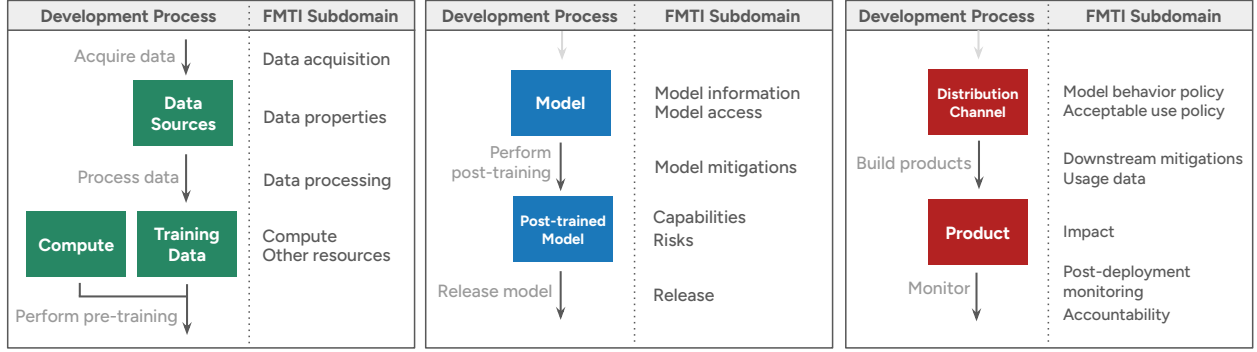 Development Process
FMTI Subdomain
Acquire data
Data acquisition
Data
Sources
Data properties
Process data
Data processing
Compute
Training
Data
Compute
Other resources
Perform pre-training
Development Process
FMTI Subdomain
Model
Model information
Model access
Perform
post-training
Model mitigations
Post-trained
Model
Capabilities
Risks
Release model
Release
Development Process
FMTI Subdomain
Distribution
Channel
Model behavior policy
Acceptable use policy
Build products
Downstream mitigations
Usage data
Product
Impact
Monitor
Post-deployment
monitoring
Accountability